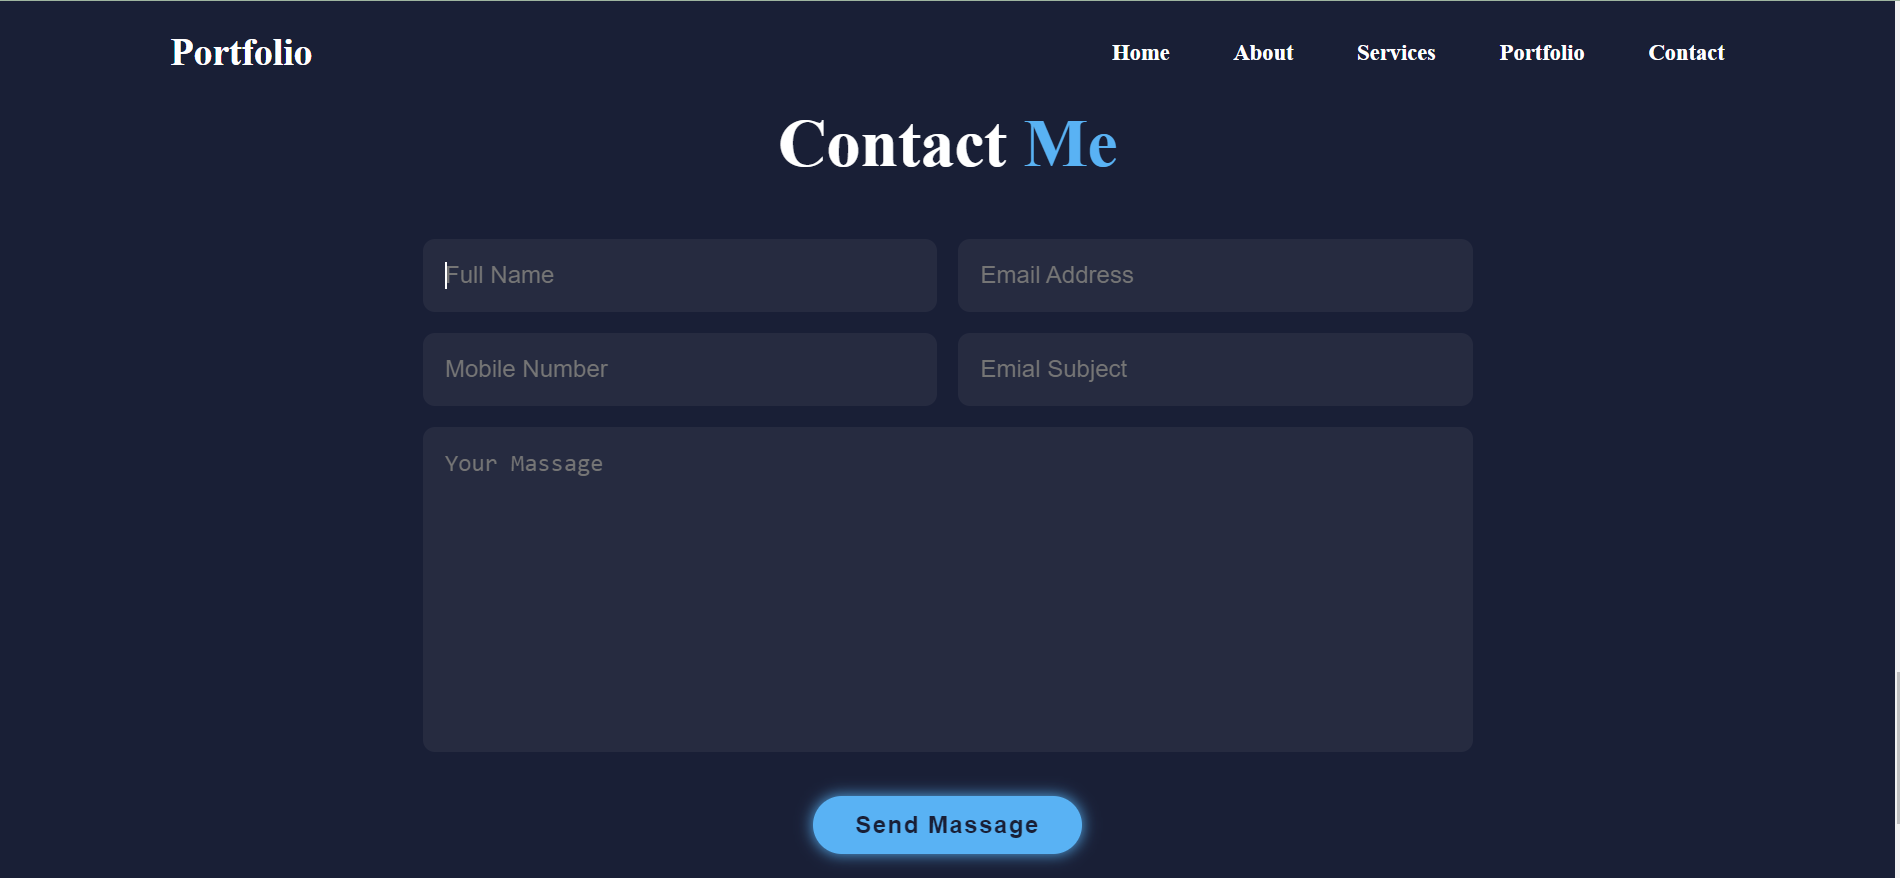 Portfolio Home About Services Portfolio Contact
Contact Me
Full Name Email Address
Mobile Number Emial Subject
Your Massage
Send Massage